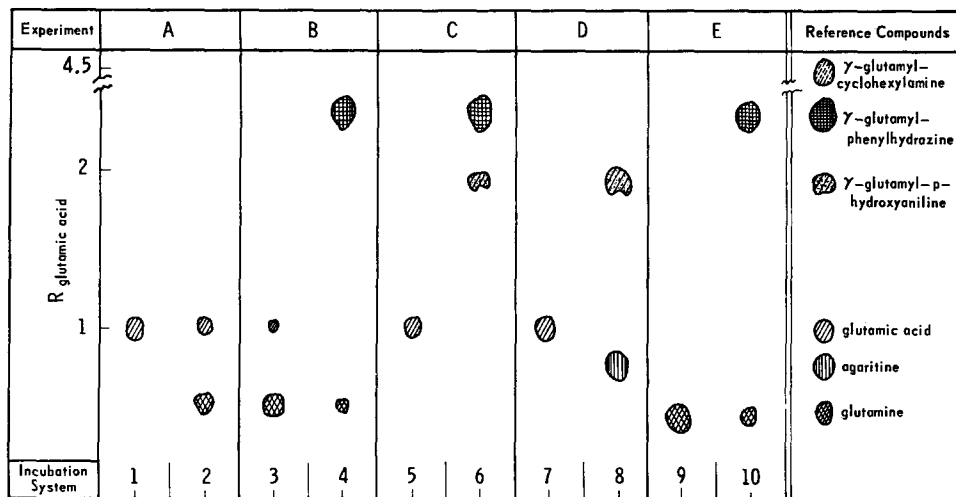 Experiment A B C D E Reference Compounds
4.5
γ-glutamyl-
cyclohexylamine
γ-glutamyl-
phenylhydrazine
2
γ-glutamyl-p-
hydroxyaniline
R glutamic acid
1
glutamic acid
agaritine
glutamine
Incubation
System
1 2 3 4 5 6 7 8 9 10